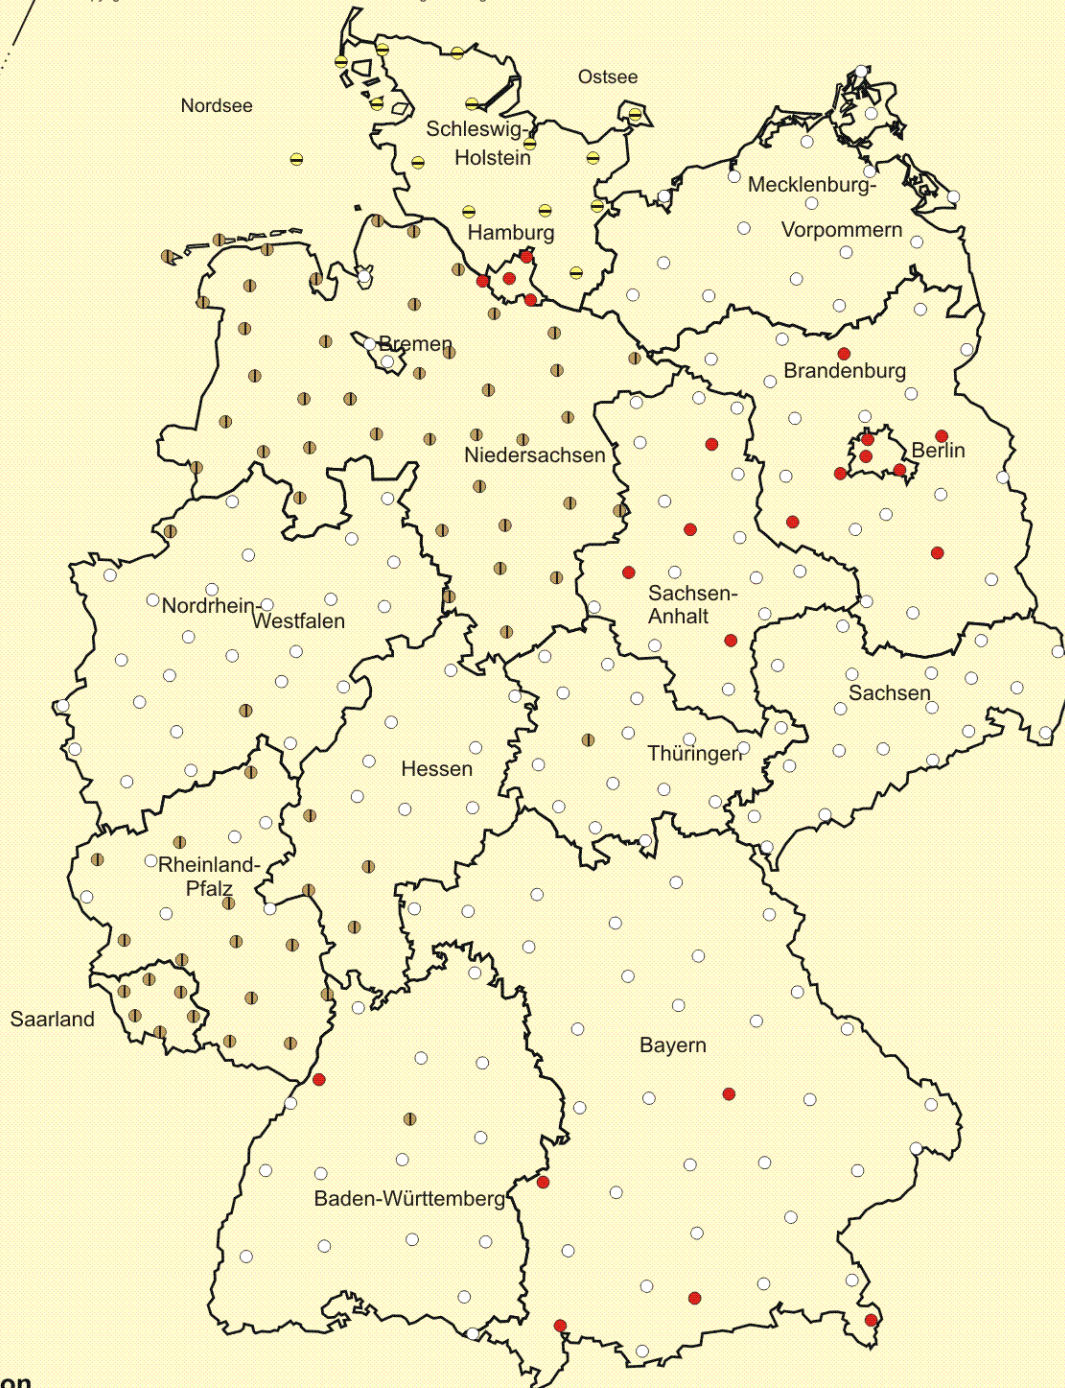 Ostsee
Nordsee
Schleswig-
Holstein
Mecklenburg-
Vorpommern
Hamburg
Bremen
Brandenburg
Berlin
Niedersachsen
Sachsen-
Anhalt
Nordrhein-
Westfalen
Sachsen
Thüringen
Hessen
Rheinland-
Pfalz
Saarland
Bayern
Baden-Württemberg
on